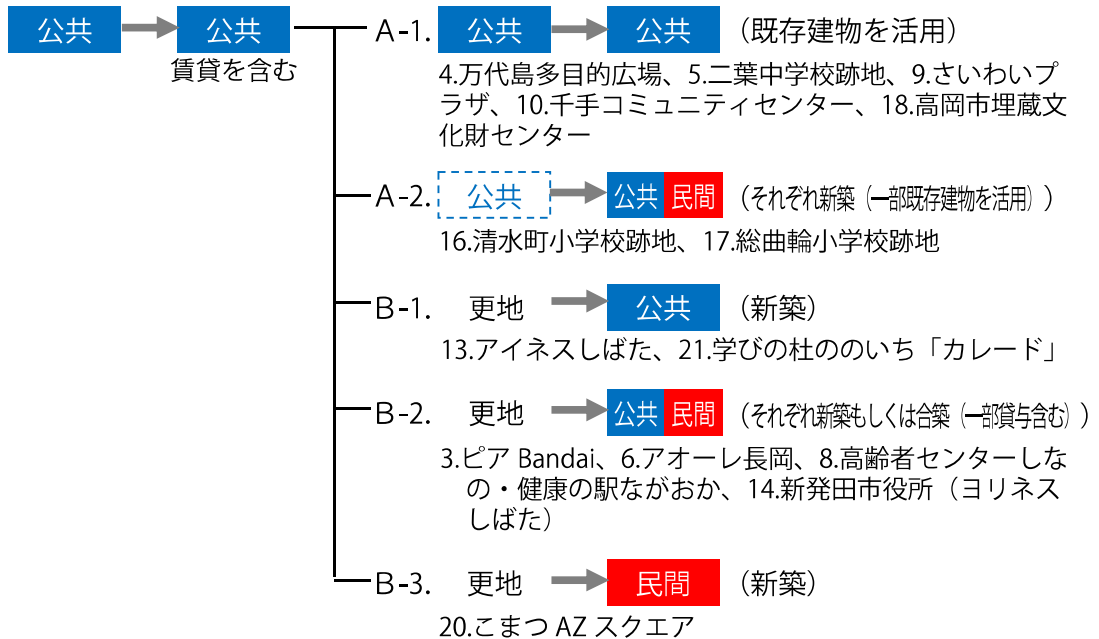 公共 公共 A-1. 公共 公共 (既存建物を活用)
賃貸を含む
4.万代島多目的広場、5.二葉中学校跡地、9.さいわいプ
ラザ、10.千手コミュニティセンター、18.高岡市埋蔵文
化財センター
A-2. 公共 公共 民間 (それぞれ新築(一部既存建物を活用))
16.清水町小学校跡地、17.総曲輪小学校跡地
B-1. 更地 公共 (新築)
13.アイネスしばた、21.学びの杜ののいち「カレード」
B-2. 更地 公共 民間 (それぞれ新築もしくは合築(一部貸与含む))
3.ピア Bandai、6.アオーレ長岡、8.高齢者センターしな
の・健康の駅ながおか、14.新発田市役所(ヨリネス
しばた)
B-3. 更地 民間 (新築)
20.こまつ AZ スクエア